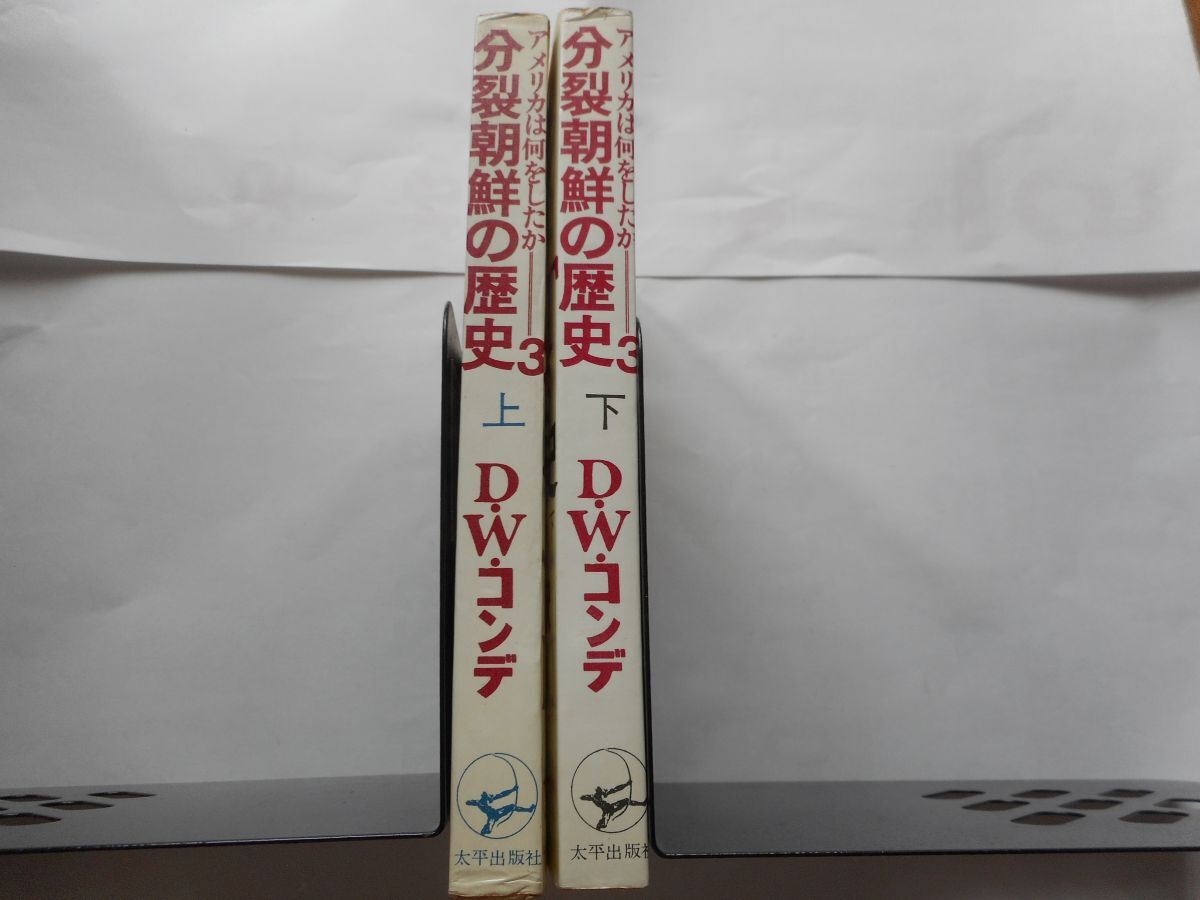 アメリカは何をしたか――3
分裂朝鮮の歴史
上
D・W・コンデ
太平出版社
アメリカは何をしたか――3
分裂朝鮮の歴史
下
D・W・コンデ
太平出版社